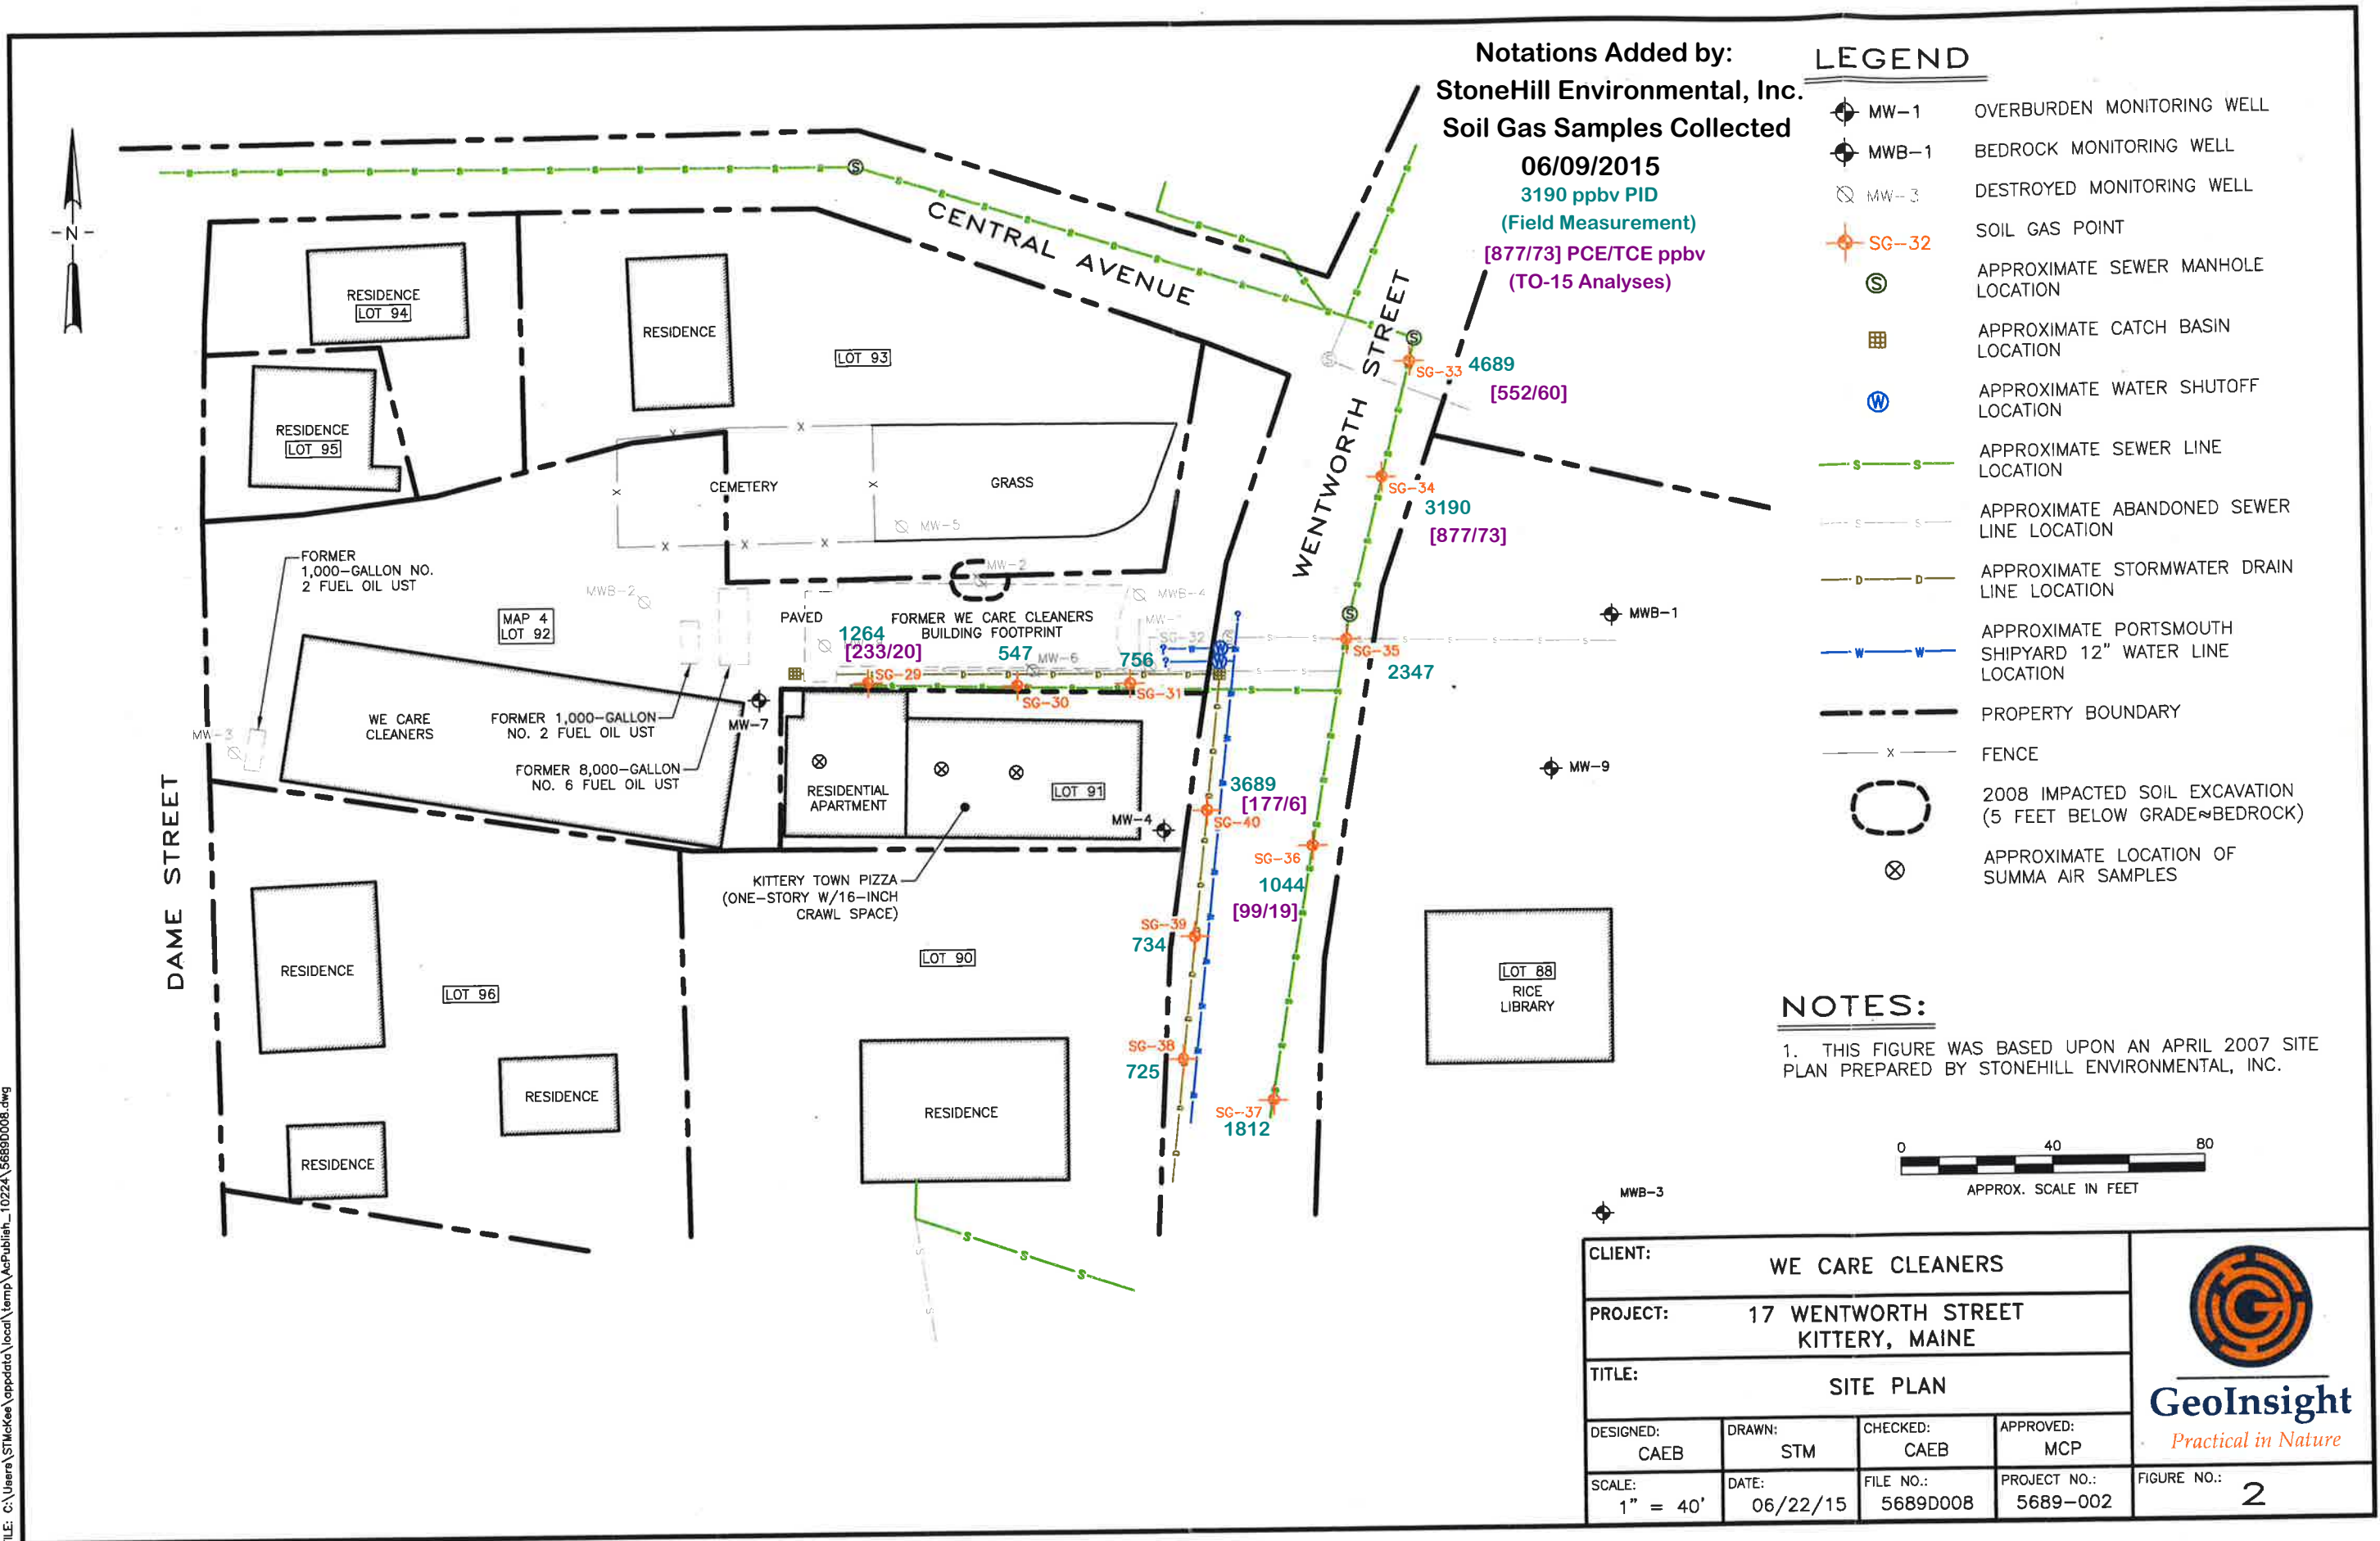 Notations Added by:
StoneHill Environmental, Inc.
Soil Gas Samples Collected
06/09/2015
3190 ppbv PID
(Field Measurement)
[877/73] PCE/TCE ppbv
(TO-15 Analyses)
LEGEND
MW-1 OVERBURDEN MONITORING WELL
MWB-1 BEDROCK MONITORING WELL
MW-3 DESTROYED MONITORING WELL
SG-32 SOIL GAS POINT
S APPROXIMATE SEWER MANHOLE
LOCATION
APPROXIMATE CATCH BASIN
LOCATION
W APPROXIMATE WATER SHUTOFF
LOCATION
S S APPROXIMATE SEWER LINE
LOCATION
S S APPROXIMATE ABANDONED SEWER
LINE LOCATION
D D APPROXIMATE STORMWATER DRAIN
LINE LOCATION
W W APPROXIMATE PORTSMOUTH
SHIPYARD 12" WATER LINE
LOCATION
PROPERTY BOUNDARY
X FENCE
2008 IMPACTED SOIL EXCAVATION
(5 FEET BELOW GRADE≈BEDROCK)
APPROXIMATE LOCATION OF
SUMMA AIR SAMPLES
NOTES:
1. THIS FIGURE WAS BASED UPON AN APRIL 2007 SITE
PLAN PREPARED BY STONEHILL ENVIRONMENTAL, INC.
0 40 80
APPROX. SCALE IN FEET
-N-
CENTRAL AVENUE
WENTWORTH STREET
DAME STREET
RESIDENCE
LOT 94
RESIDENCE
LOT 93
RESIDENCE
LOT 95
CEMETERY
GRASS
MW-5
SG-33 4689
[552/60]
SG-34
3190
[877/73]
FORMER
1,000-GALLON NO.
2 FUEL OIL UST
MWB-2
MW-2
MWB-4
MAP 4
LOT 92
PAVED
FORMER WE CARE CLEANERS
BUILDING FOOTPRINT
1264
[233/20]
547
MW-6
756
SG-32
SG-29
SG-30
SG-31
SG-35
2347
MWB-1
MW-9
WE CARE
CLEANERS
MW-3
FORMER 1,000-GALLON
NO. 2 FUEL OIL UST
MW-7
FORMER 8,000-GALLON
NO. 6 FUEL OIL UST
RESIDENTIAL
APARTMENT
LOT 91
MW-4
3689
[177/6]
SG-40
SG-36
1044
[99/19]
KITTERY TOWN PIZZA
(ONE-STORY W/16-INCH
CRAWL SPACE)
SG-39
734
RESIDENCE
LOT 96
LOT 90
LOT 88
RICE
LIBRARY
SG-38
725
RESIDENCE
RESIDENCE
SG-37
1812
RESIDENCE
MWB-3
CLIENT:
WE CARE CLEANERS
PROJECT:
17 WENTWORTH STREET
KITTERY, MAINE
TITLE:
SITE PLAN
DESIGNED: CAEB
DRAWN: STM
CHECKED: CAEB
APPROVED: MCP
SCALE: 1" = 40'
DATE: 06/22/15
FILE NO.: 5689D008
PROJECT NO.: 5689-002
FIGURE NO.: 2
GeoInsight
Practical in Nature
ILE: C:\Users\STMcKee\appdata\local\temp\AcPublish_10224\5689D008.dwg